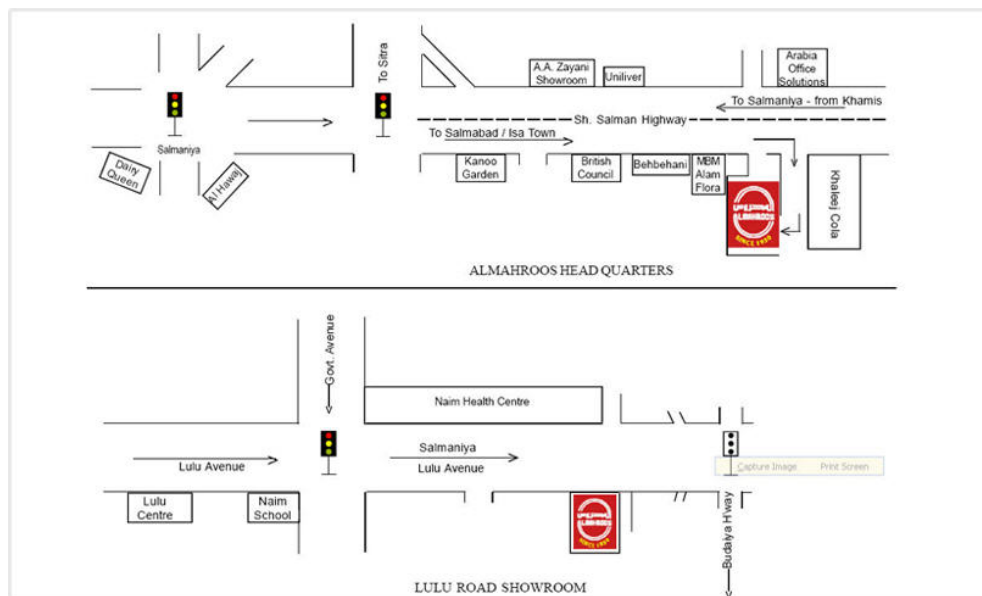 To Sitra
A.A. Zayani
Showroom
Uniliver
Arabia
Office
Solutions
To Salmaniya - from Khamis
Sh. Salman Highway
To Salmabad / Isa Town
Salmaniya
Dairy
Queen
Al Hawaj
Kanoo
Garden
British
Council
Behbehani
MBM
Alam
Flora
Khaleej Cola
ALMAHROOS
SINCE 1930
ALMAHROOS HEAD QUARTERS
Govt. Avenue
Naim Health Centre
Lulu Avenue
Salmaniya
Lulu Avenue
Capture Image
Print Screen
Lulu
Centre
Naim
School
ALMAHROOS
Budaiya H'way
LULU ROAD SHOWROOM